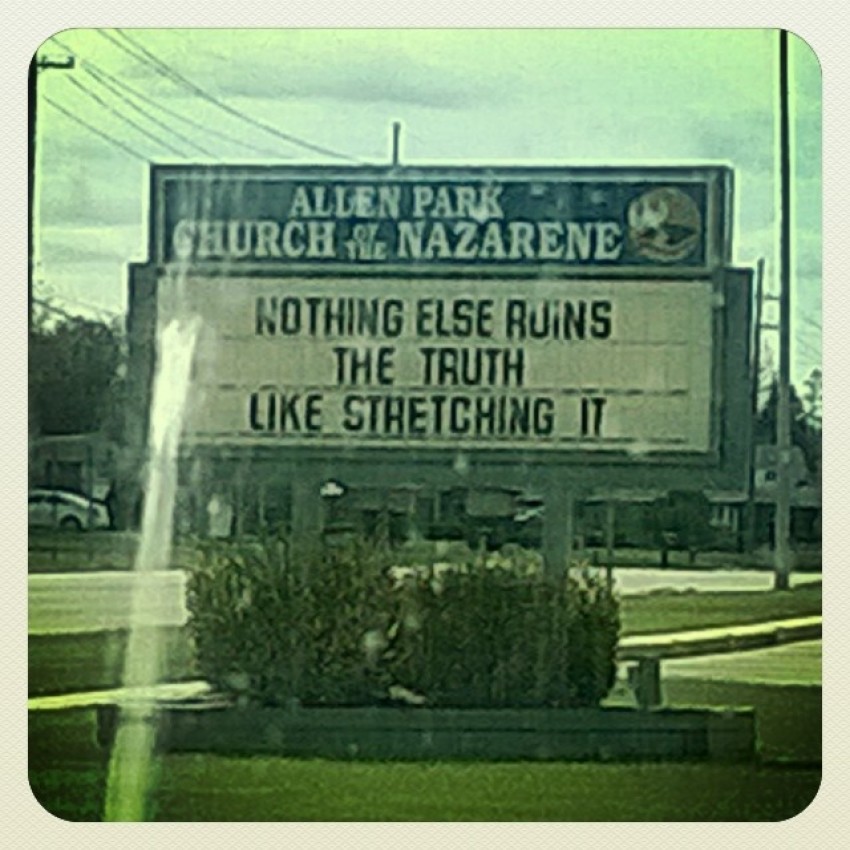 ALLEN PARK
CHURCH OF THE NAZARENE
NOTHING ELSE RUINS
THE TRUTH
LIKE STRETCHING IT